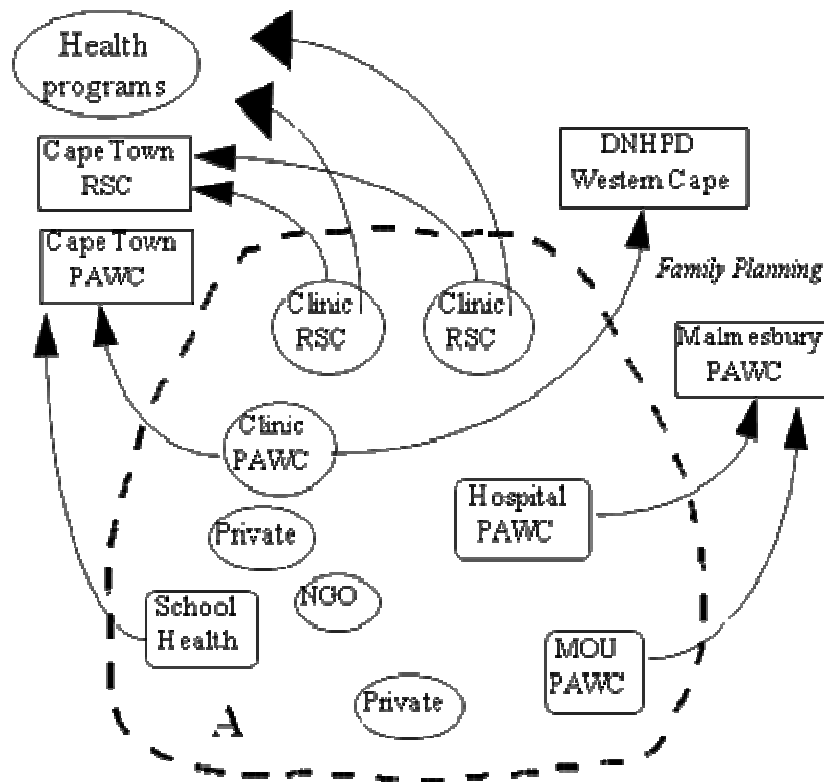 Health
programs
Cape Town
RSC
DNHPD
Western Cape
Cape Town
PAWC
Family Planning
Clinic
RSC
Clinic
RSC
Malmesbury
PAWC
Clinic
PAWC
Hospital
PAWC
Private
NGO
School
Health
MOU
PAWC
Private
A